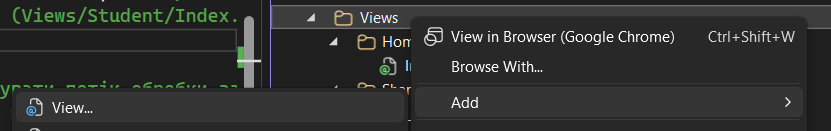 (Views/Student/Index.
Views
View in Browser (Google Chrome) Ctrl+Shift+W
Browse With...
View...
Add